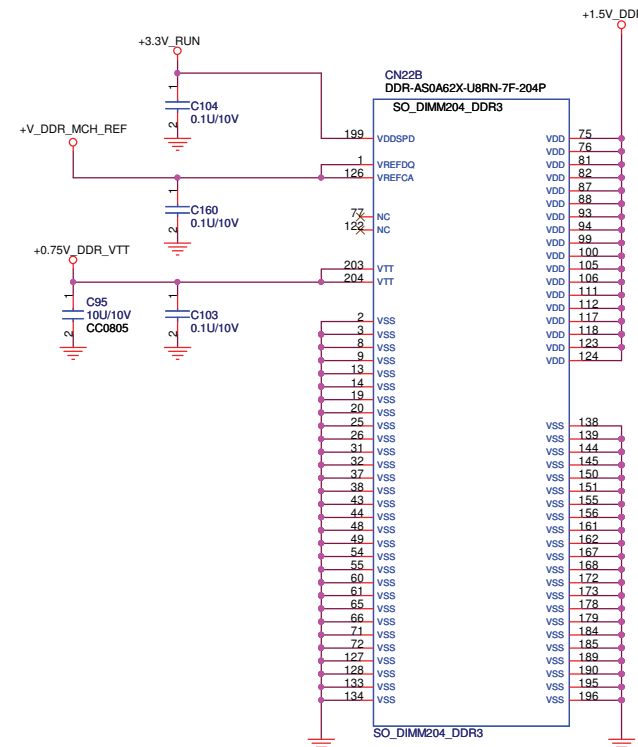 +1.5V_DDR
+3.3V_RUN
CN22B
DDR-AS0A62X-U8RN-7F-204P
SO_DIMM204_DDR3
1
C104
0.1U/10V
2
+V_DDR_MCH_REF
199 VDDSPD
VDD 75
VDD 76
1 VREFDQ
VDD 81
126 VREFCA
VDD 82
VDD 87
1
C160
0.1U/10V
2
VDD 88
77 NC
VDD 93
122 NC
VDD 94
VDD 99
+0.75V_DDR_VTT
VDD 100
203 VTT
VDD 105
204 VTT
VDD 106
VDD 111
1
C95
10U/10V
CC0805
2
1
C103
0.1U/10V
2
VDD 112
VDD 117
VDD 118
VDD 123
VDD 124
2 VSS
3 VSS
8 VSS
9 VSS
13 VSS
14 VSS
19 VSS
20 VSS
25 VSS
VSS 138
26 VSS
VSS 139
31 VSS
VSS 144
32 VSS
VSS 145
37 VSS
VSS 150
38 VSS
VSS 151
43 VSS
VSS 155
44 VSS
VSS 156
48 VSS
VSS 161
49 VSS
VSS 162
54 VSS
VSS 167
55 VSS
VSS 168
60 VSS
VSS 172
61 VSS
VSS 173
65 VSS
VSS 178
66 VSS
VSS 179
71 VSS
VSS 184
72 VSS
VSS 185
127 VSS
VSS 189
128 VSS
VSS 190
133 VSS
VSS 195
134 VSS
VSS 196
SO_DIMM204_DDR3